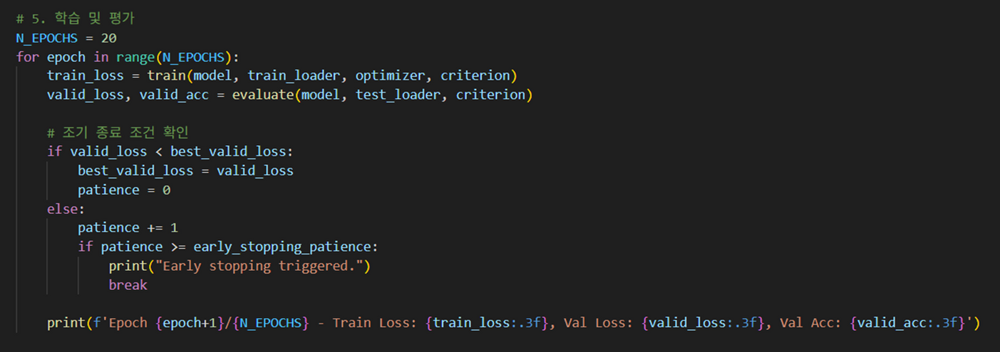 # 5. 학습 및 평가
N_EPOCHS = 20
for epoch in range(N_EPOCHS):
    train_loss = train(model, train_loader, optimizer, criterion)
    valid_loss, valid_acc = evaluate(model, test_loader, criterion)
    # 조기 종료 조건 확인
    if valid_loss < best_valid_loss:
        best_valid_loss = valid_loss
        patience = 0
    else:
        patience += 1
        if patience >= early_stopping_patience:
            print("Early stopping triggered.")
            break
    print(f'Epoch {epoch+1}/{N_EPOCHS} - Train Loss: {train_loss:.3f}, Val Loss: {valid_loss:.3f}, Val Acc: {valid_acc:.3f}')